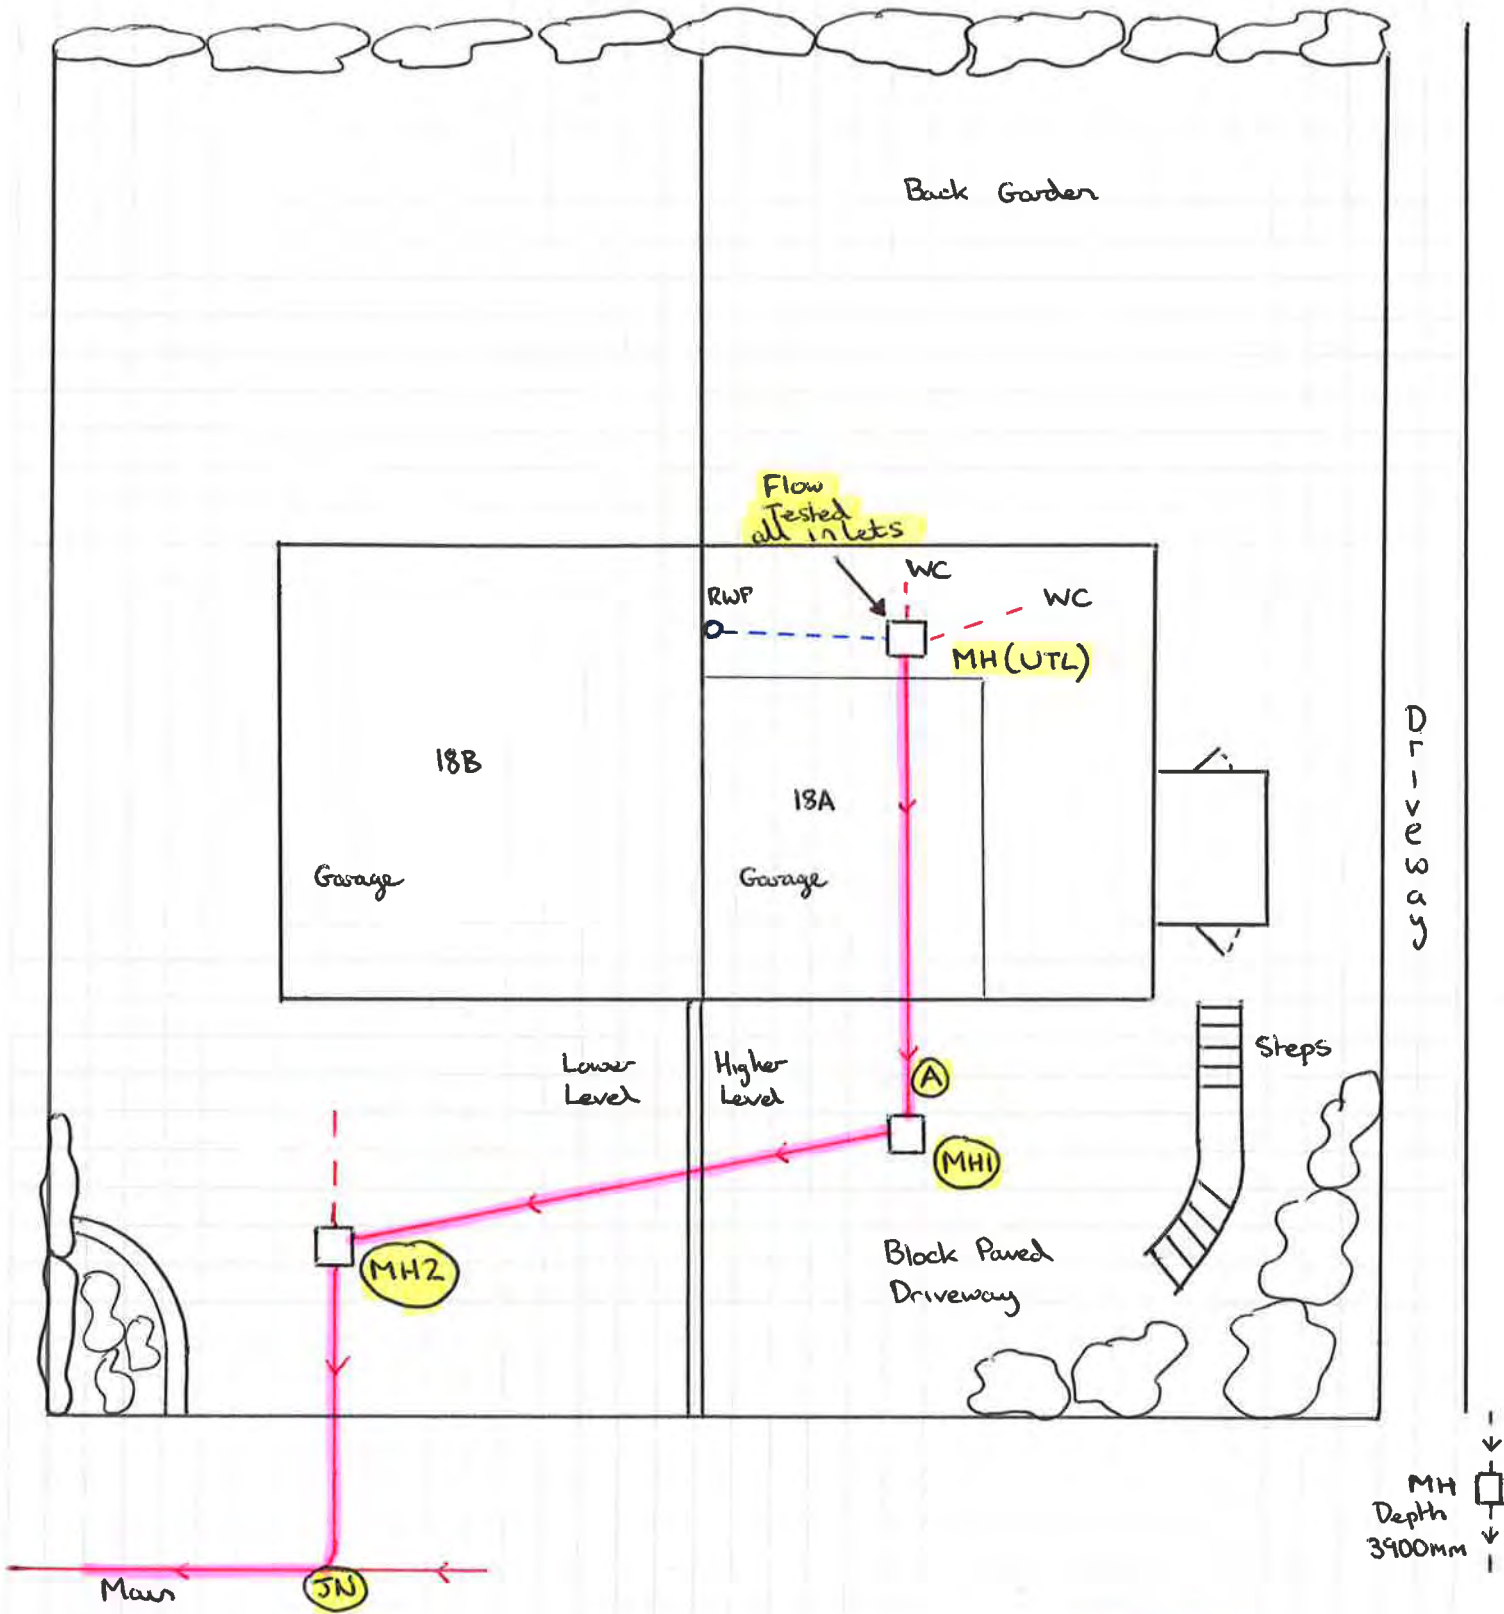 Back Garden
Flow
Tested
all inlets
WC
WC
RWP
MH(UTL)
18B
18A
Garage
Garage
Driveway
Lower
Level
Higher
Level
A
Steps
MH1
MH2
Block Paved
Driveway
MH
Depth
3900mm
Main
JN